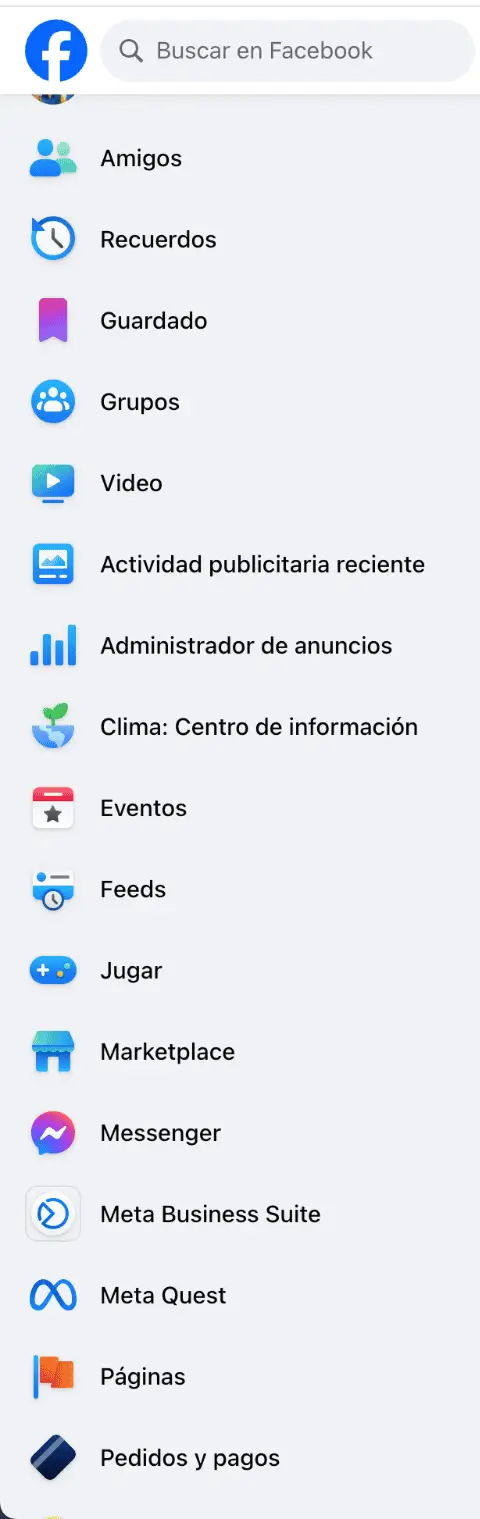 Buscar en Facebook
Amigos
Recuerdos
Guardado
Grupos
Video
Actividad publicitaria reciente
Administrador de anuncios
Clima: Centro de información
Eventos
Feeds
Jugar
Marketplace
Messenger
Meta Business Suite
Meta Quest
Páginas
Pedidos y pagos